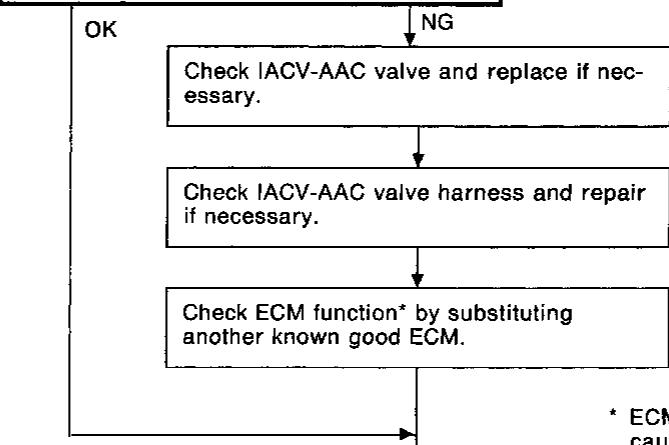 OK
NG
Check IACV-AAC valve and replace if nec-
essary.
Check IACV-AAC valve harness and repair
if necessary.
Check ECM function* by substituting
another known good ECM.
* ECM
cau